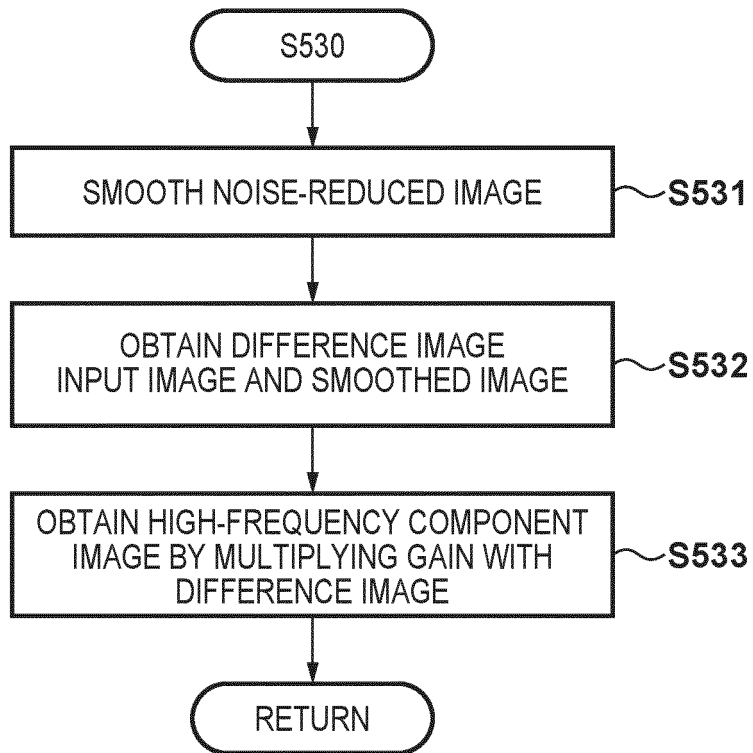 S530
SMOOTH NOISE-REDUCED IMAGE
S531
OBTAIN DIFFERENCE IMAGE
INPUT IMAGE AND SMOOTHED IMAGE
S532
OBTAIN HIGH-FREQUENCY COMPONENT
IMAGE BY MULTIPLYING GAIN WITH
DIFFERENCE IMAGE
S533
RETURN